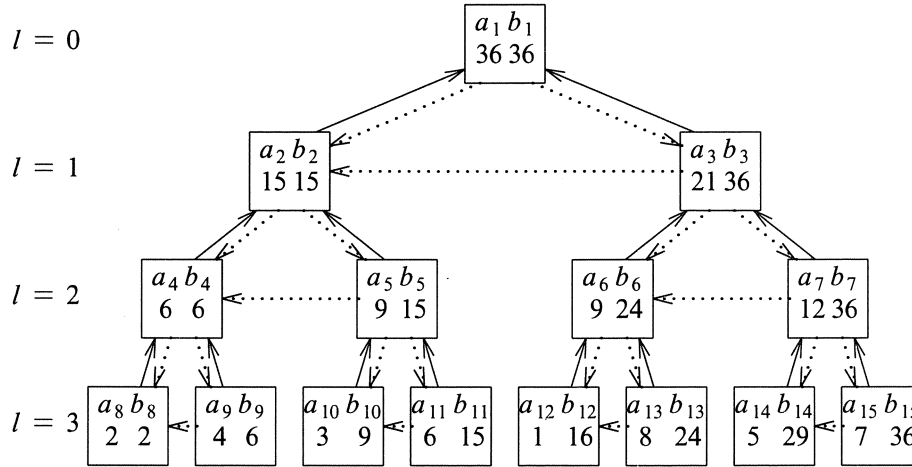 a₁ b₁
l = 0
36 36
a₂ b₂ a₃ b₃
l = 1
15 15 21 36
a₄ b₄ a₅ b₅ a₆ b₆ a₇ b₇
l = 2
6 6 9 15 9 24 12 36
a₈ b₈ a₉ b₉ a₁₀ b₁₀ a₁₁ b₁₁ a₁₂ b₁₂ a₁₃ b₁₃ a₁₄ b₁₄ a₁₅
l = 3
2 2 4 6 3 9 6 15 1 16 8 24 5 29 7 36